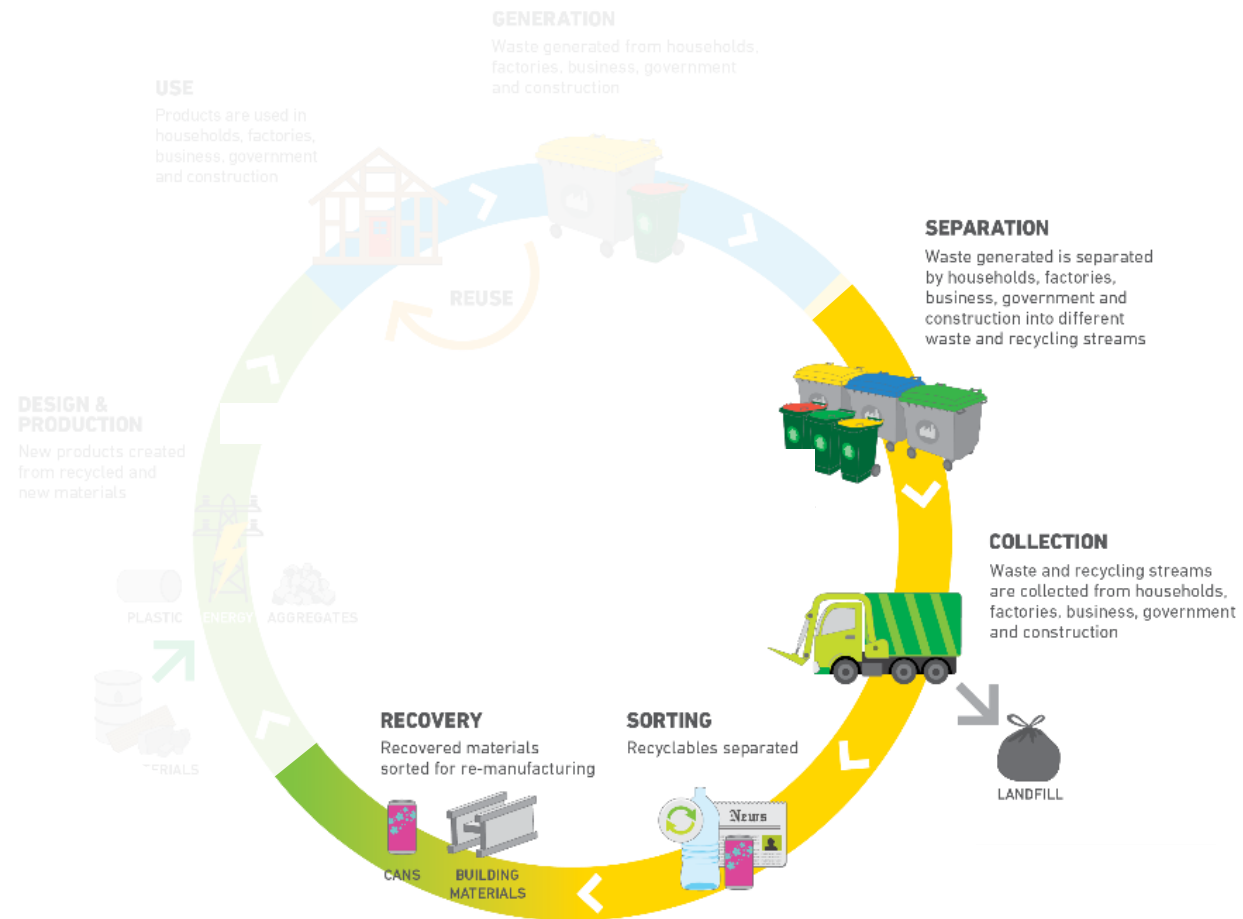 GENERATION
Waste generated from households,
factories, business, government
and construction
USE
Products are used in
households, factories,
business, government
and construction
REUSE
SEPARATION
Waste generated is separated
by households, factories,
business, government and
construction into different
waste and recycling streams
DESIGN &
PRODUCTION
New products created
from recycled and
new materials
PLASTIC
ENERGY
AGGREGATES
COLLECTION
Waste and recycling streams
are collected from households,
factories, business, government
and construction
LANDFILL
RECOVERY
Recovered materials
sorted for re-manufacturing
CANS
BUILDING
MATERIALS
SORTING
Recyclables separated
News